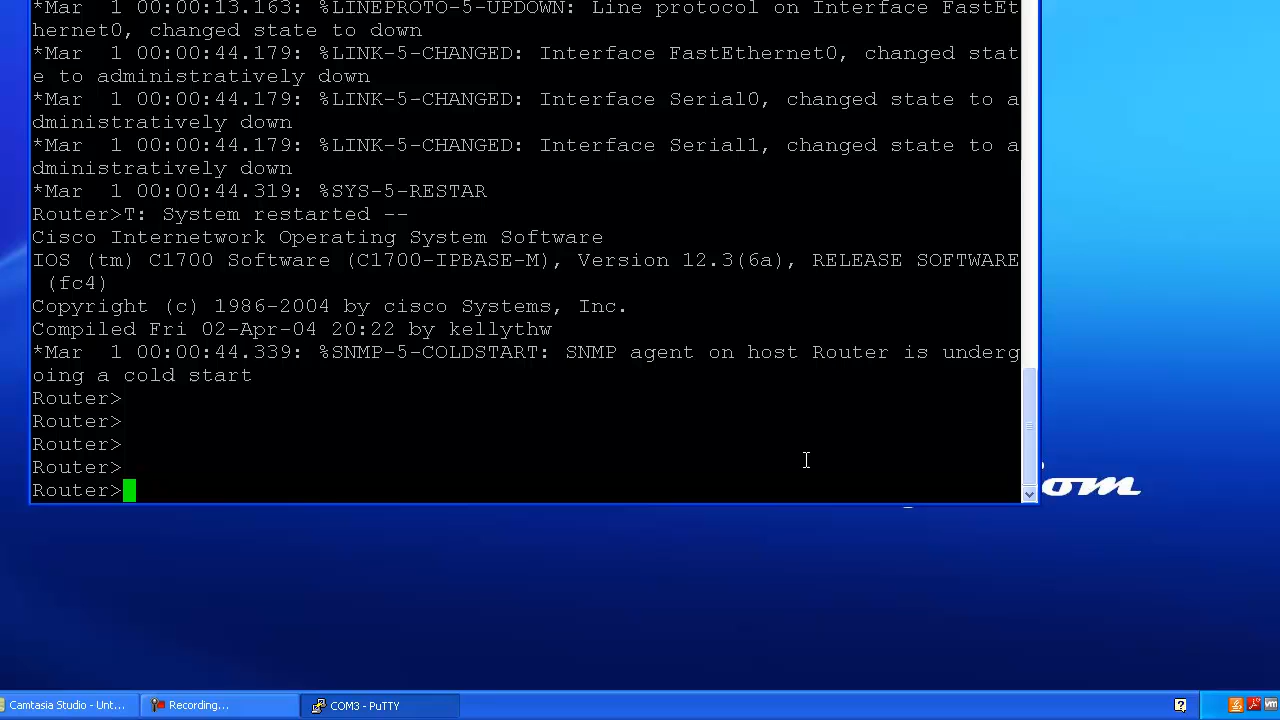 *Mar  1 00:00:13.163: %LINEPROTO-5-UPDOWN: Line protocol on Interface FastEt
hernet0, changed state to down
*Mar  1 00:00:44.179: %LINK-5-CHANGED: Interface FastEthernet0, changed stat
e to administratively down
*Mar  1 00:00:44.179: %LINK-5-CHANGED: Interface Serial0, changed state to a
dministratively down
*Mar  1 00:00:44.179: %LINK-5-CHANGED: Interface Serial1, changed state to a
dministratively down
*Mar  1 00:00:44.319: %SYS-5-RESTAR
Router>T: System restarted --
Cisco Internetwork Operating System Software
IOS (tm) C1700 Software (C1700-IPBASE-M), Version 12.3(6a), RELEASE SOFTWARE
 (fc4)
Copyright (c) 1986-2004 by cisco Systems, Inc.
Compiled Fri 02-Apr-04 20:22 by kellythw
*Mar  1 00:00:44.339: %SNMP-5-COLDSTART: SNMP agent on host Router is underg
oing a cold start
Router>
Router>
Router>
Router>
Router>
om
Camtasia Studio - Unt...
Recording...
COM3 - PuTTY